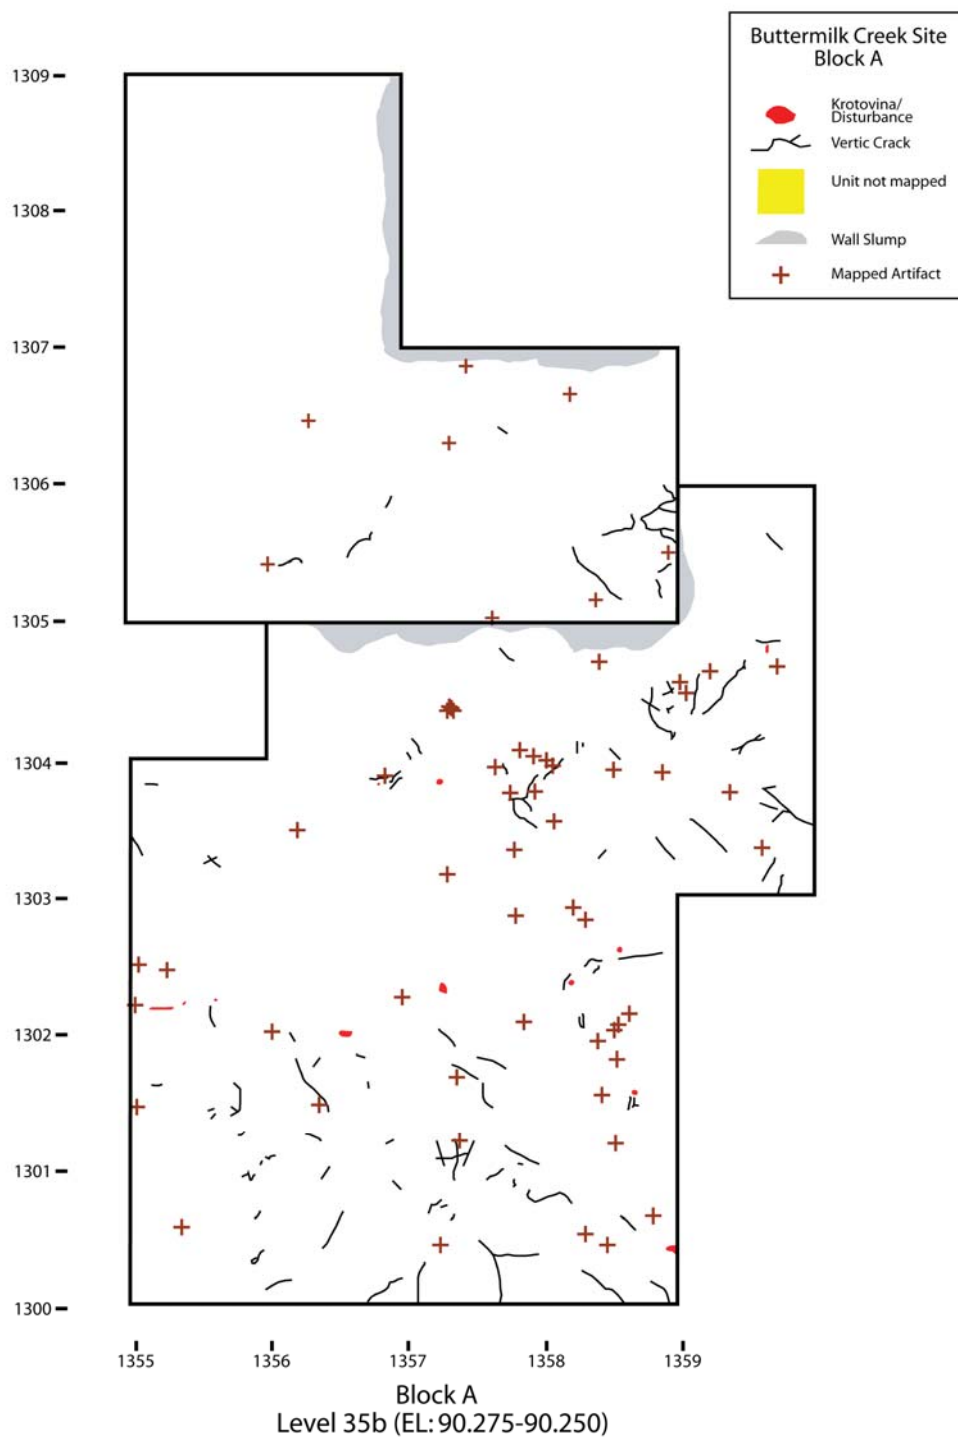 Buttermilk Creek Site
Block A
Krotovina/
Disturbance
Vertic Crack
Unit not mapped
Wall Slump
Mapped Artifact
1309
1308
1307
1306
1305
1304
1303
1302
1301
1300
1355
1356
1357
1358
1359
Block A
Level 35b (EL: 90.275-90.250)